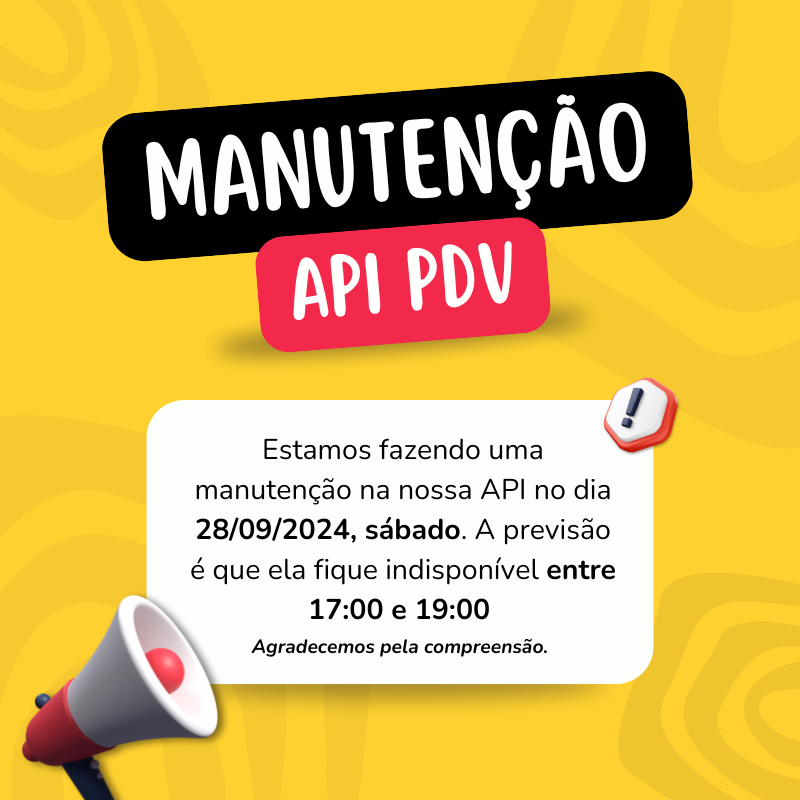 MANUTENÇÃO
API PDV
!
Estamos fazendo uma
manutenção na nossa API no dia
28/09/2024, sábado. A previsão
é que ela fique indisponível entre
17:00 e 19:00
Agradecemos pela compreensão.